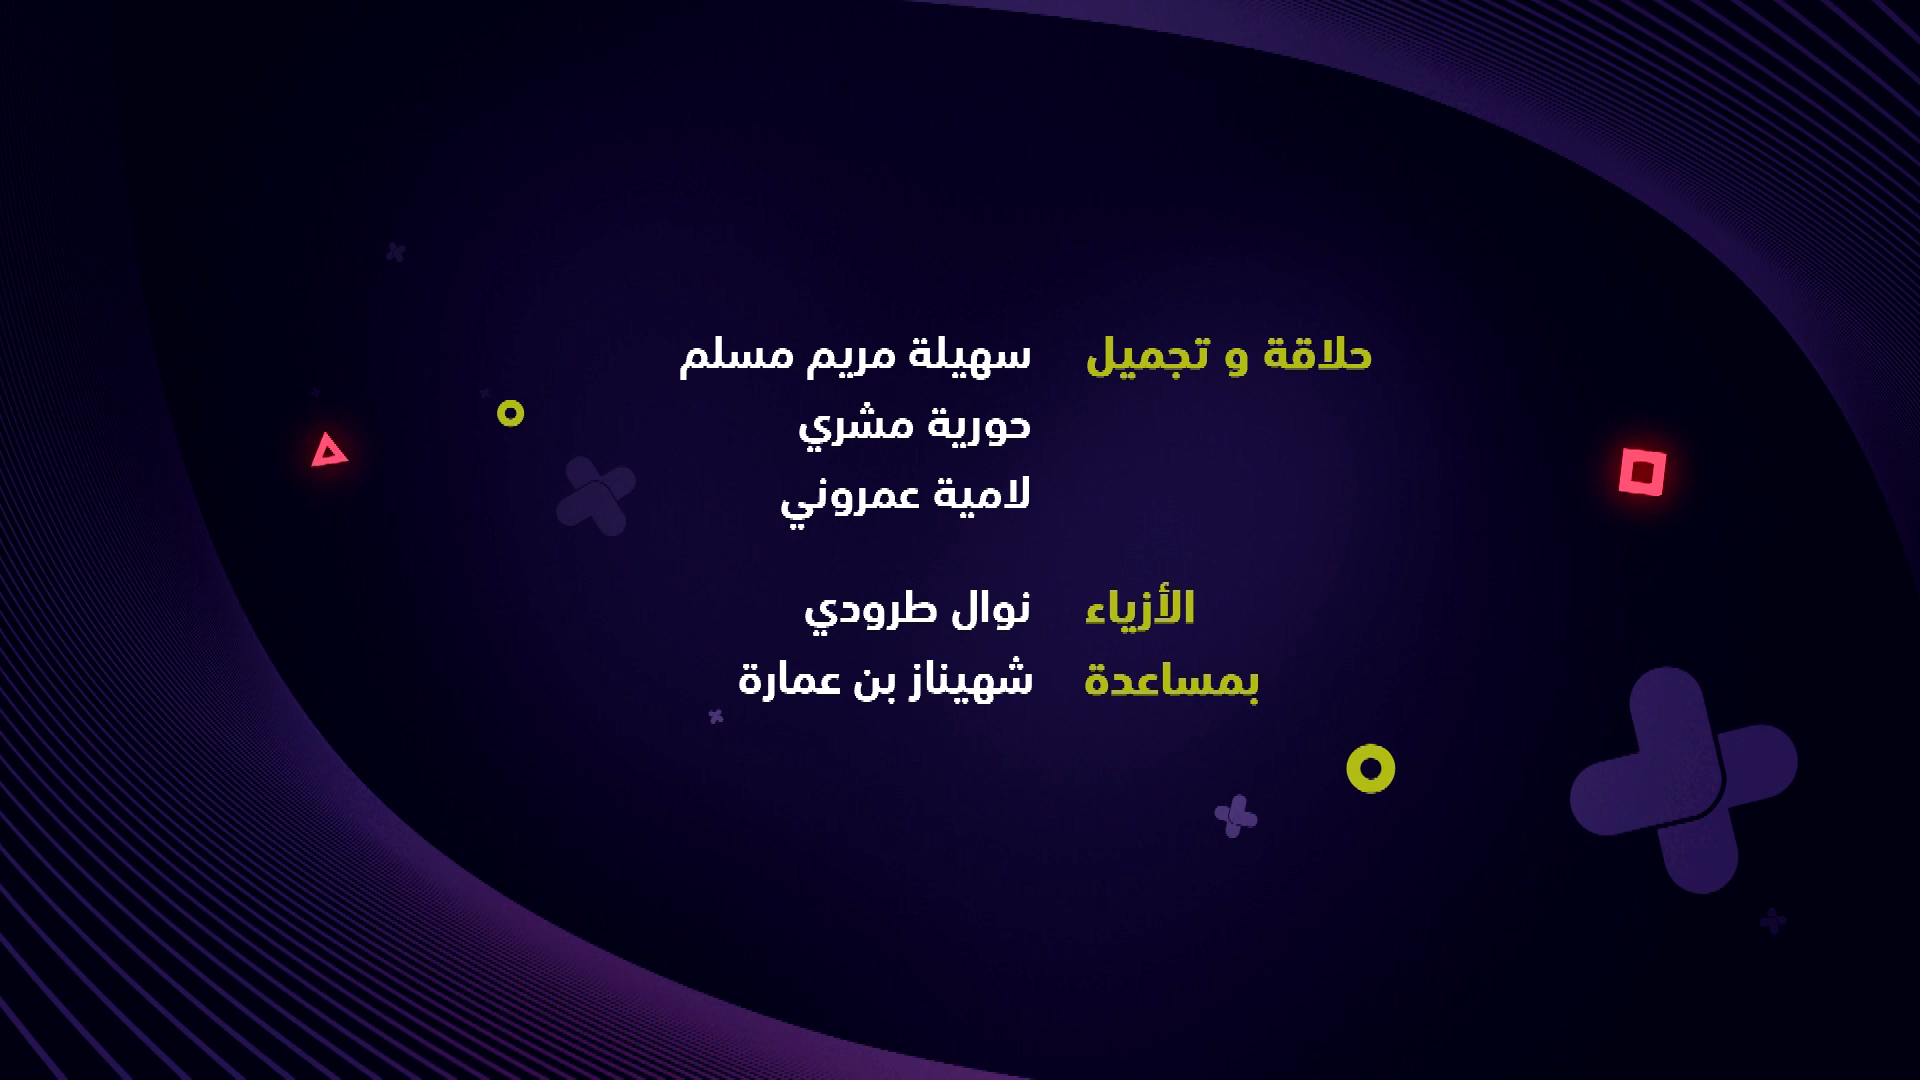 حلاقة و تجميل سهيلة مريم مسلم
حورية مشري
لامية عمروني
الأزياء نوال طرودي
بمساعدة شهيناز بن عمارة